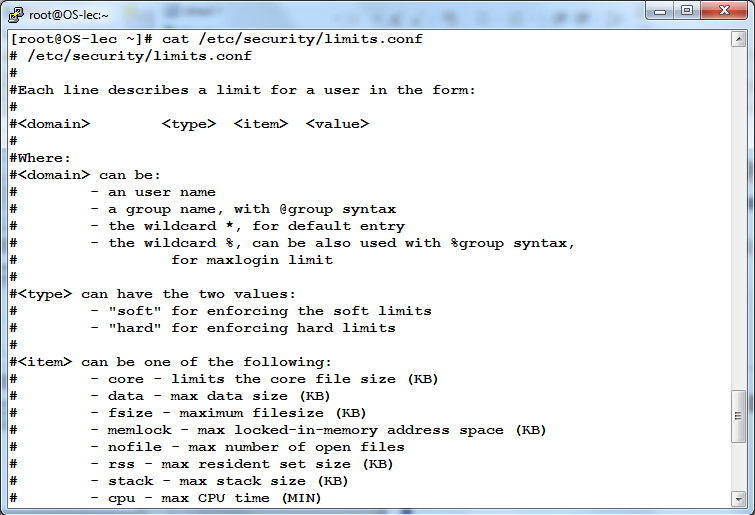 root@OS-lec:~
[root@OS-lec ~]# cat /etc/security/limits.conf
# /etc/security/limits.conf
#
#Each line describes a limit for a user in the form:
#
#<domain>        <type>  <item>  <value>
#
#Where:
#<domain> can be:
#        - an user name
#        - a group name, with @group syntax
#        - the wildcard *, for default entry
#        - the wildcard %, can be also used with %group syntax,
#                 for maxlogin limit
#
#<type> can have the two values:
#        - "soft" for enforcing the soft limits
#        - "hard" for enforcing hard limits
#
#<item> can be one of the following:
#        - core - limits the core file size (KB)
#        - data - max data size (KB)
#        - fsize - maximum filesize (KB)
#        - memlock - max locked-in-memory address space (KB)
#        - nofile - max number of open files
#        - rss - max resident set size (KB)
#        - stack - max stack size (KB)
#        - cpu - max CPU time (MIN)